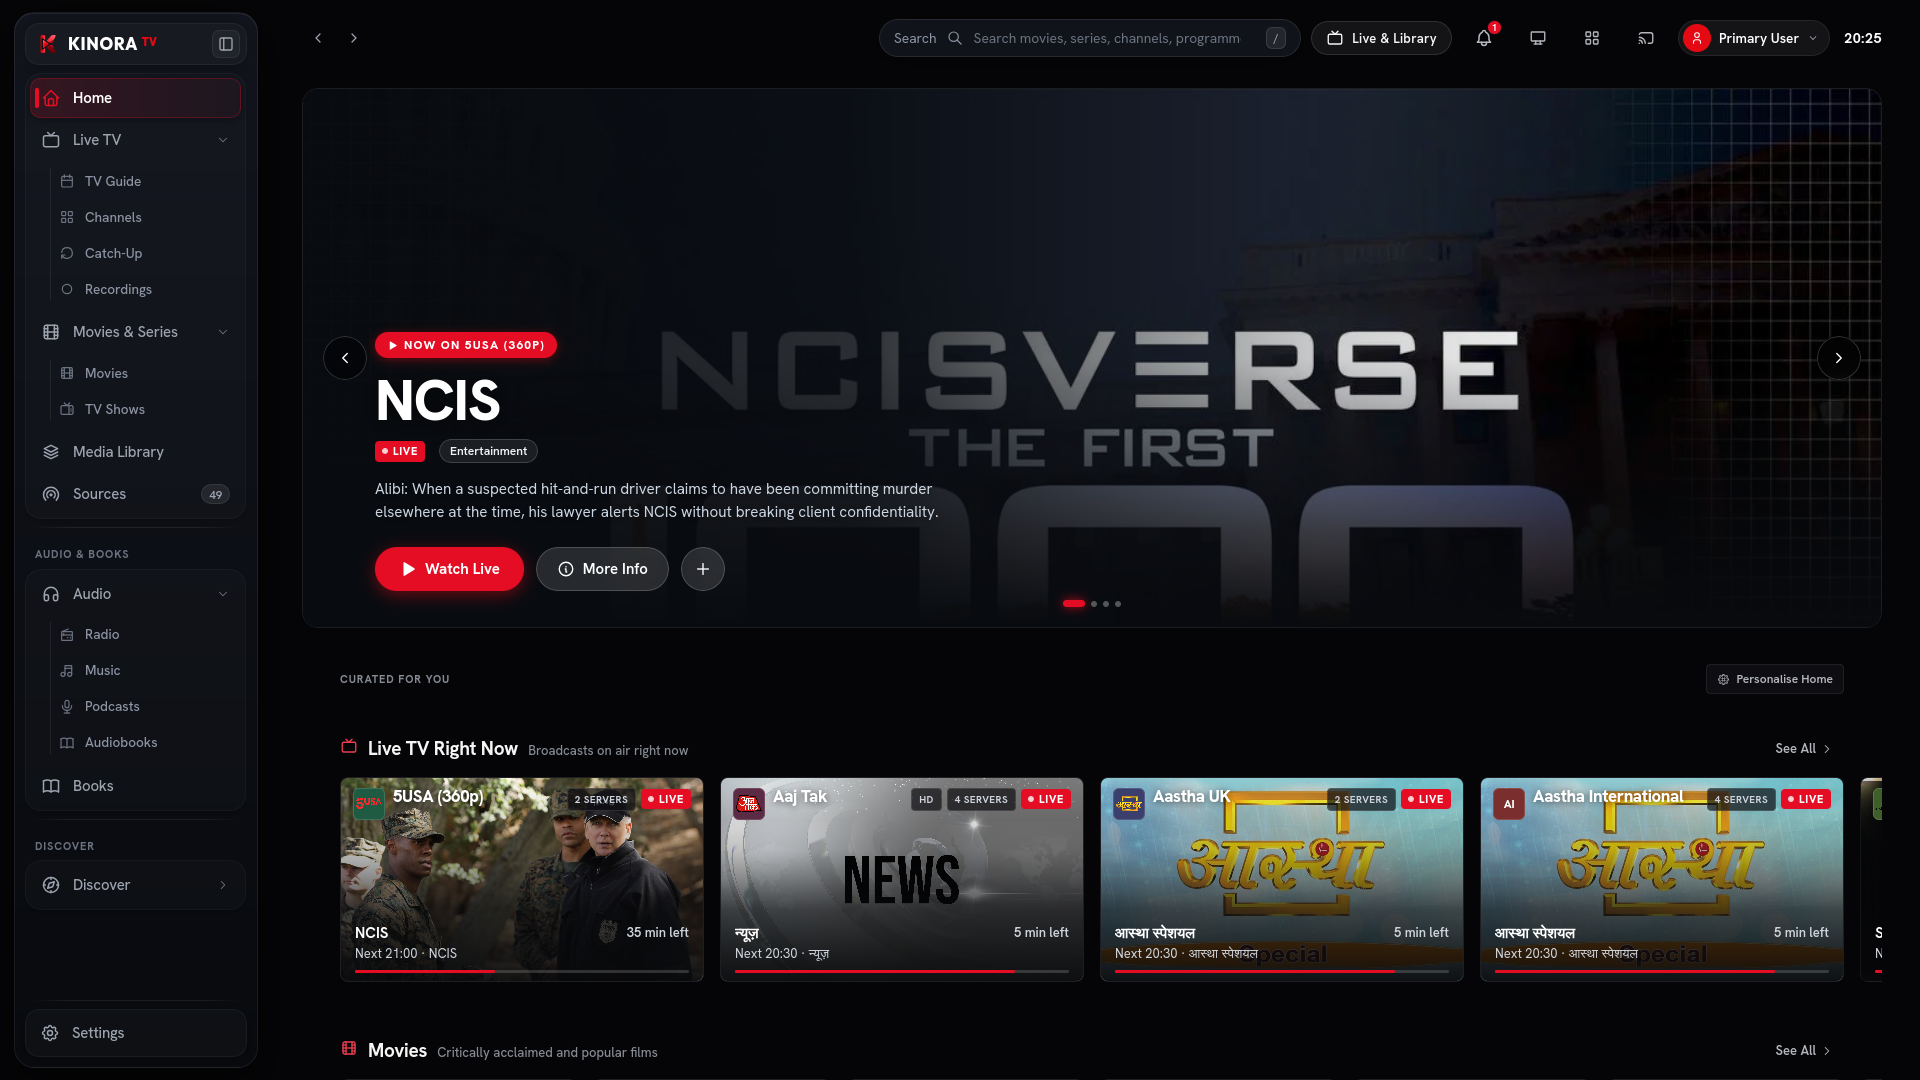 KINORA TV
Search
Search movies, series, channels, programm
/
Live & Library
1
Primary User
20:25
Home
Live TV
TV Guide
Channels
Catch-Up
Recordings
Movies & Series
Movies
TV Shows
Media Library
Sources
49
AUDIO & BOOKS
Audio
Radio
Music
Podcasts
Audiobooks
Books
DISCOVER
Discover
Settings
NCISVERSE
THE FIRST
NOW ON 5USA (360P)
NCIS
LIVE
Entertainment
Alibi: When a suspected hit-and-run driver claims to have been committing murder
elsewhere at the time, his lawyer alerts NCIS without breaking client confidentiality.
Watch Live
More Info
CURATED FOR YOU
Personalise Home
Live TV Right Now
Broadcasts on air right now
See All
5USA
5USA (360p)
2 SERVERS
LIVE
NCIS
35 min left
Next 21:00 · NCIS
Aaj Tak
HD
4 SERVERS
LIVE
NEWS
न्यूज़
5 min left
Next 20:30 · न्यूज़
आस्था
Aastha UK
2 SERVERS
LIVE
आस्था
आस्था स्पेशयल
5 min left
Next 20:30 · आस्था स्पेशयल
Special
AI
Aastha International
4 SERVERS
LIVE
आस्था
आस्था स्पेशयल
5 min left
Next 20:30 · आस्था स्पेशयल
Special
S
N
Movies
Critically acclaimed and popular films
See All